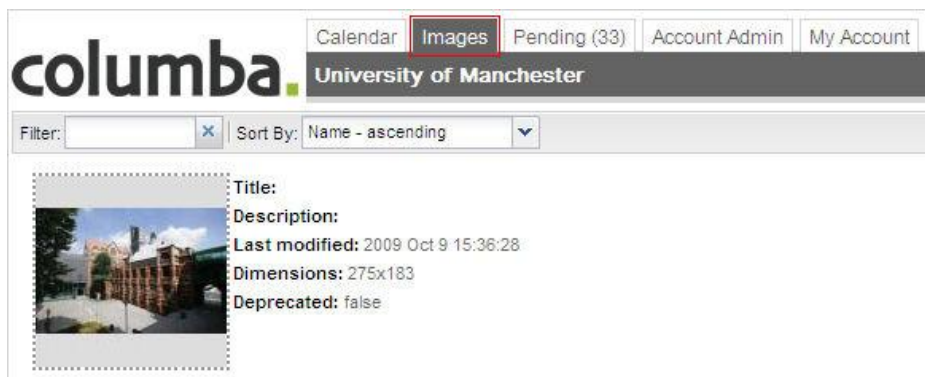 Calendar Images Pending (33) Account Admin My Account
columba.
University of Manchester
Filter: Sort By: Name - ascending
Title:
Description:
Last modified: 2009 Oct 9 15:36:28
Dimensions: 275x183
Deprecated: false